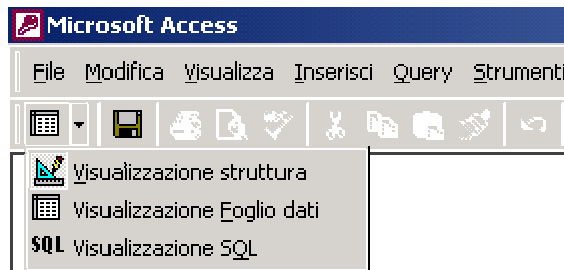 Microsoft Access
File Modifica Visualizza Inserisci Query Strumenti
Visualizzazione struttura
Visualizzazione Foglio dati
SQL Visualizzazione SQL